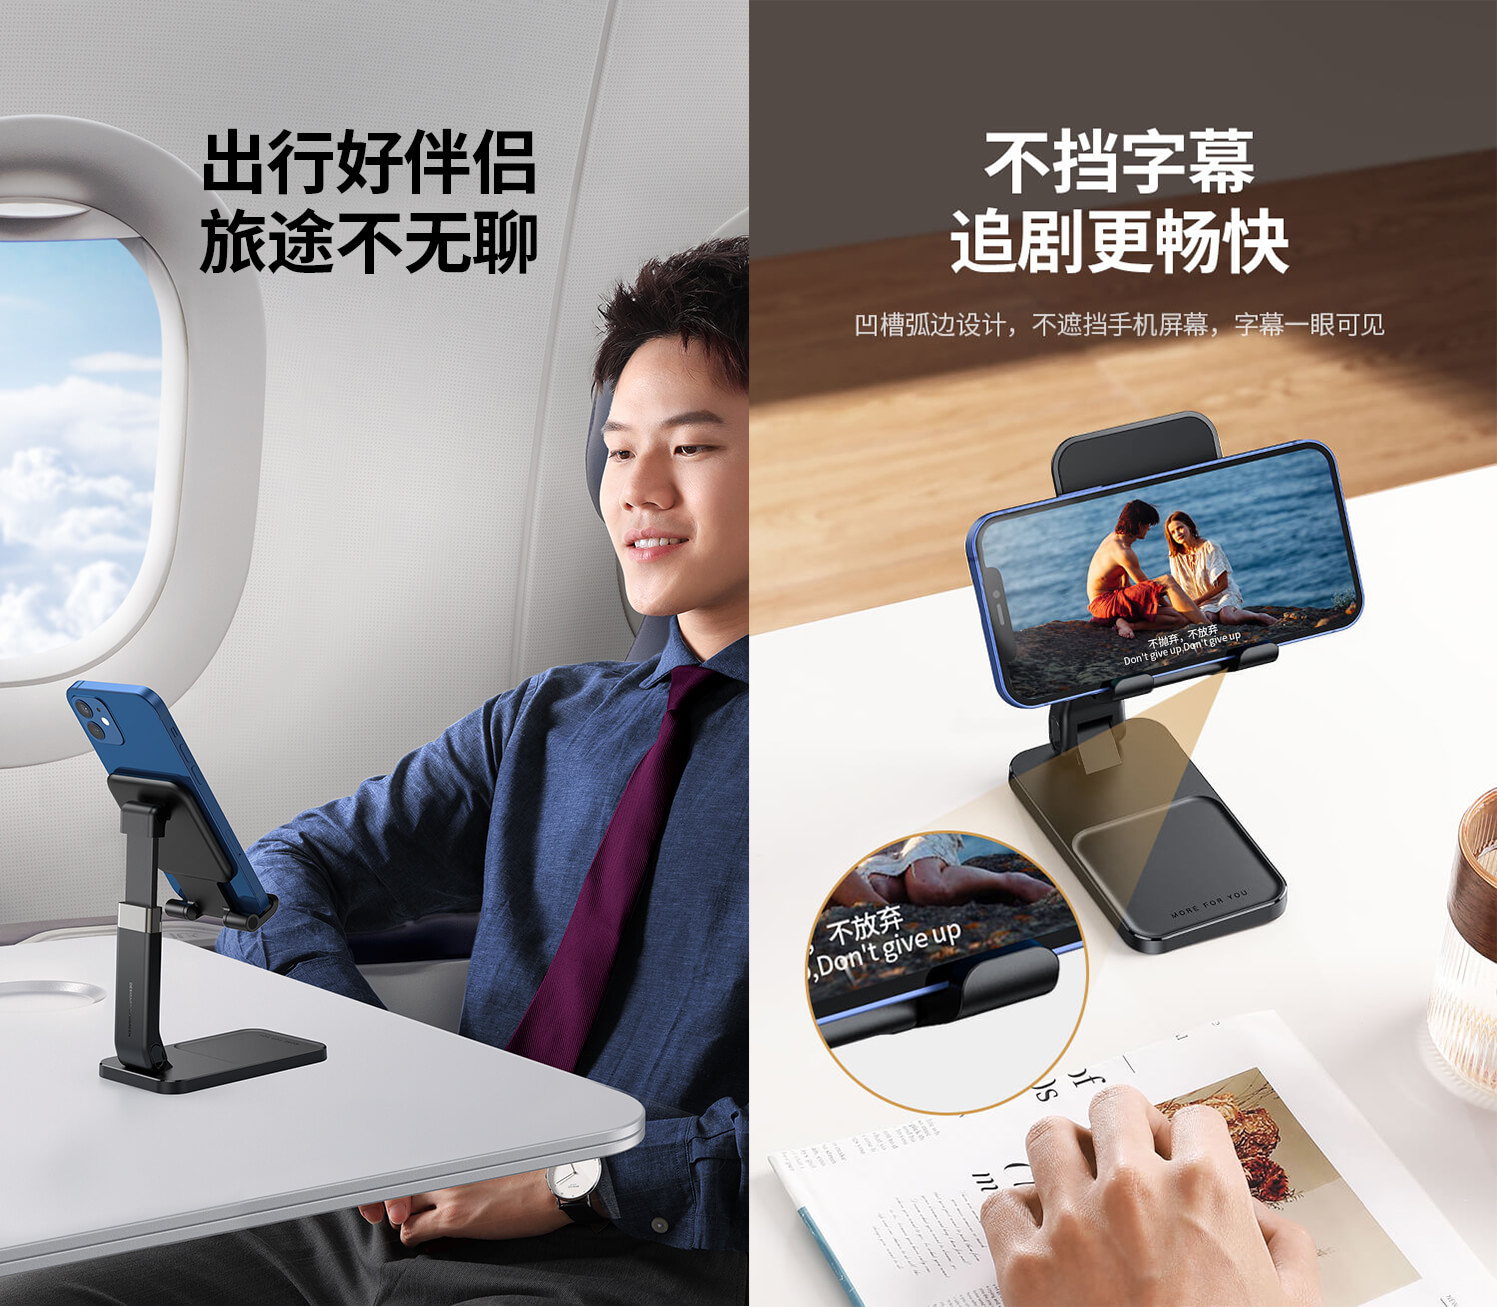 出行好伴侣
旅途不无聊
不挡字幕
追剧更畅快
凹槽弧边设计，不遮挡手机屏幕，字幕一眼可见
不抛弃，不放弃
Don't give up,Don't give up
MORE FOR YOU
，不放弃
,Don't give up
of